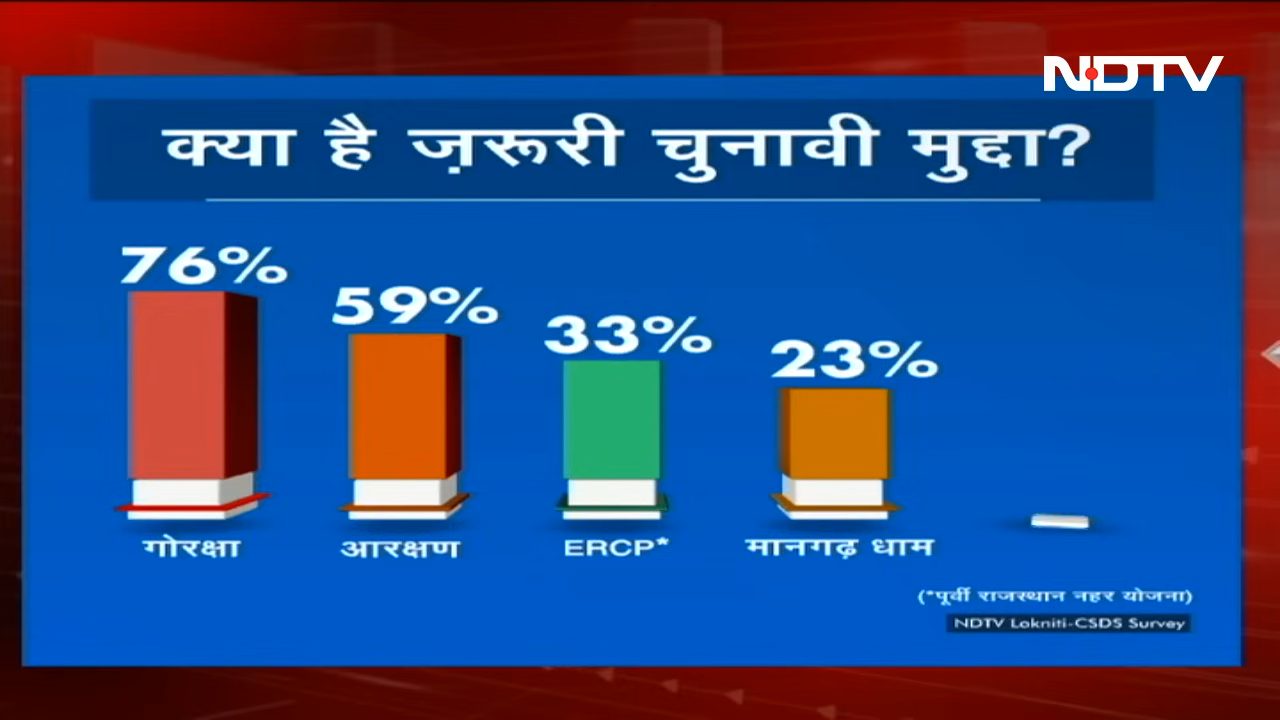 NDTV
क्या है ज़रूरी चुनावी मुद्दा?
76%
59%
33%
23%
गोरक्षा
आरक्षण
ERCP*
मानगढ़ धाम
(*पूर्वी राजस्थान नहर योजना)
NDTV Lokniti-CSDS Survey